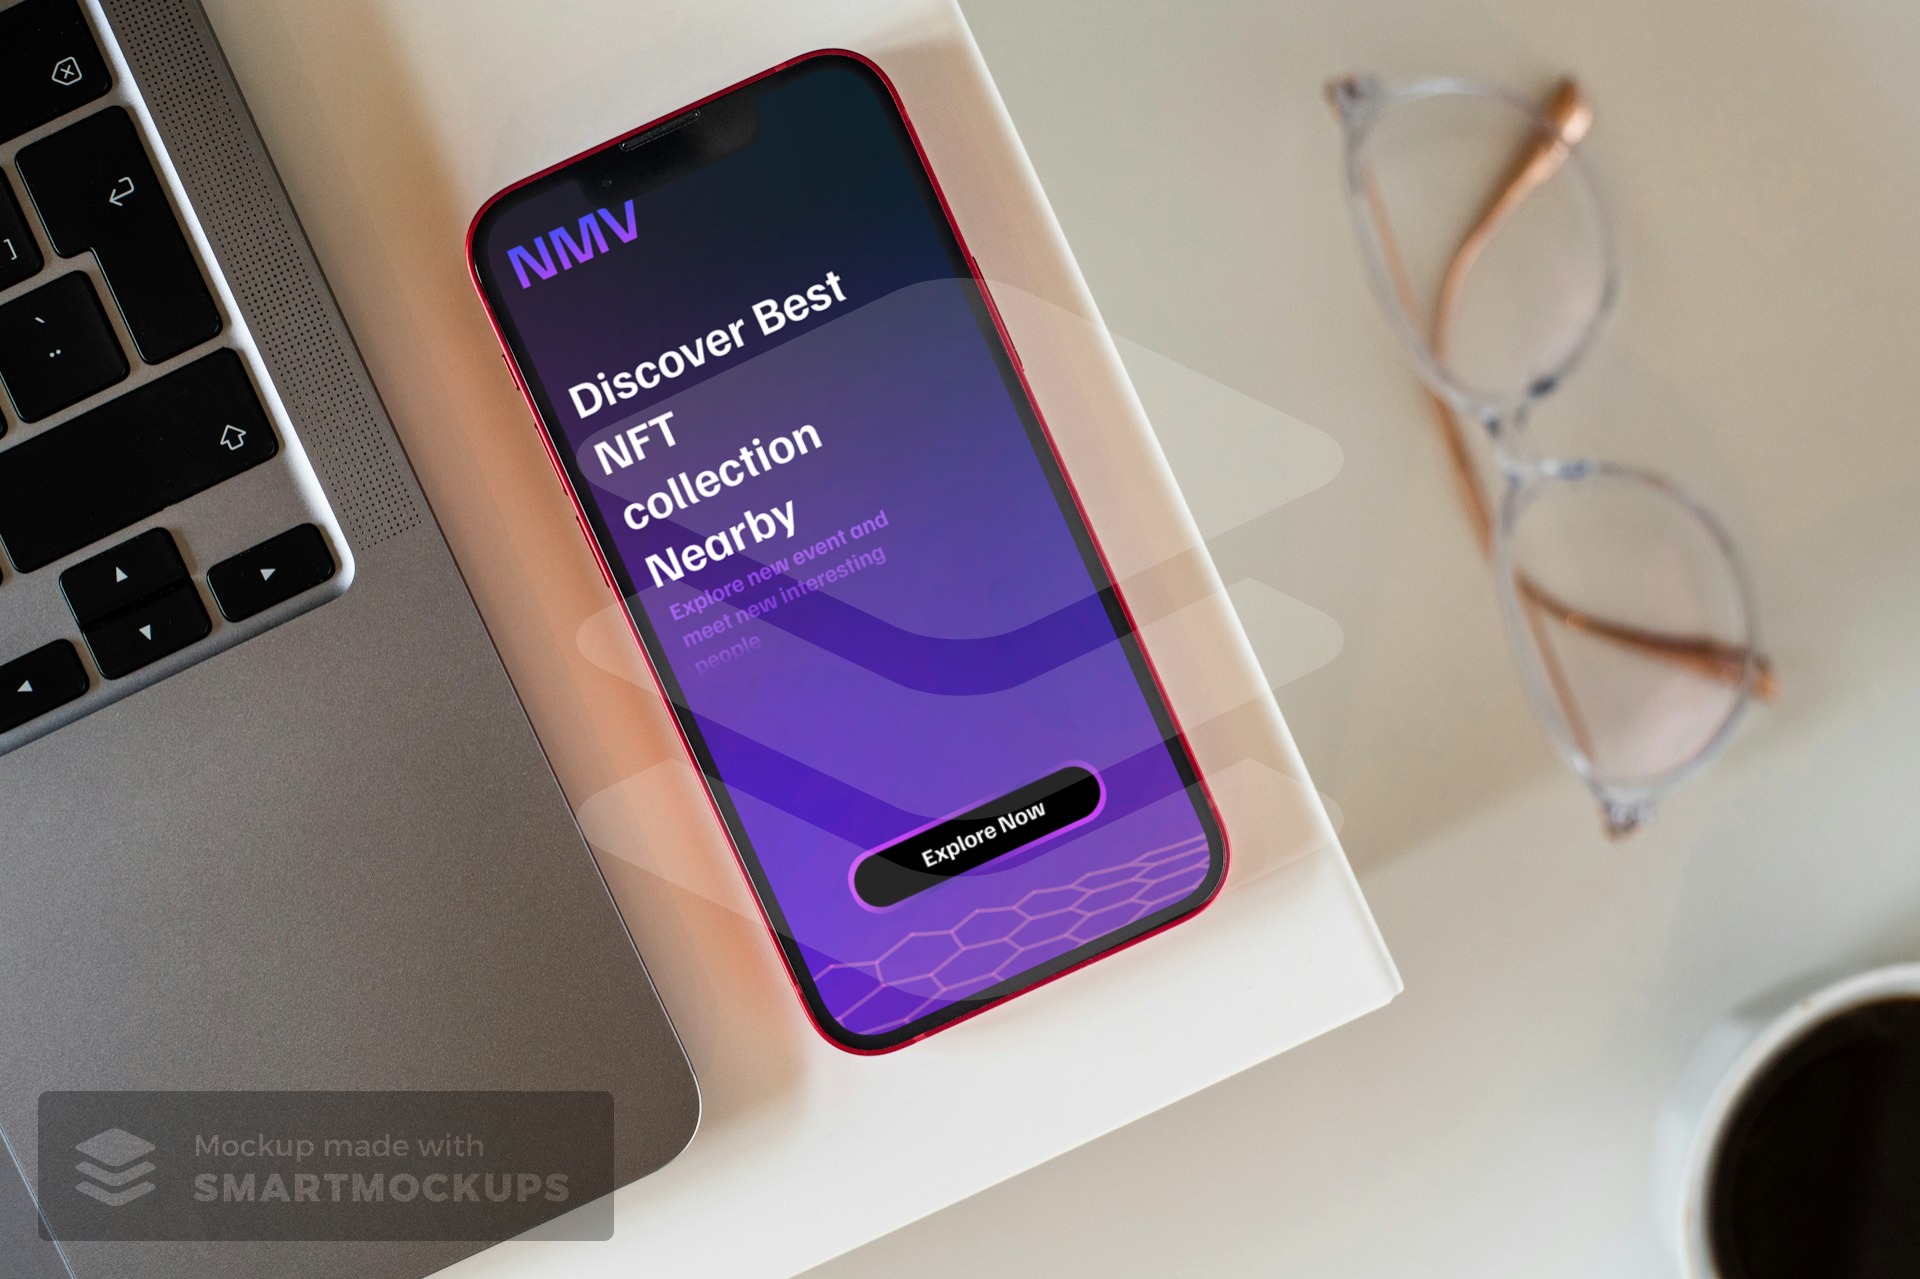 NMV
Discover Best
NFT
collection
Nearby
Explore new event and
meet new interesting
people
Explore Now
]
Mockup made with
SMARTMOCKUPS